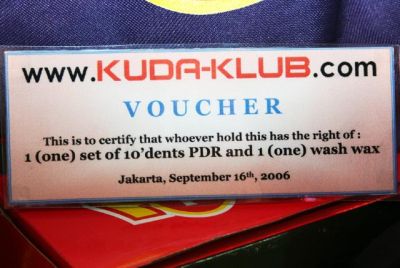 www.KUDA-KLUB.com
VOUCHER
This is to certify that whoever hold this has the right of :
1 (one) set of 10'dents PDR and 1 (one) wash wax
Jakarta, September 16th, 2006